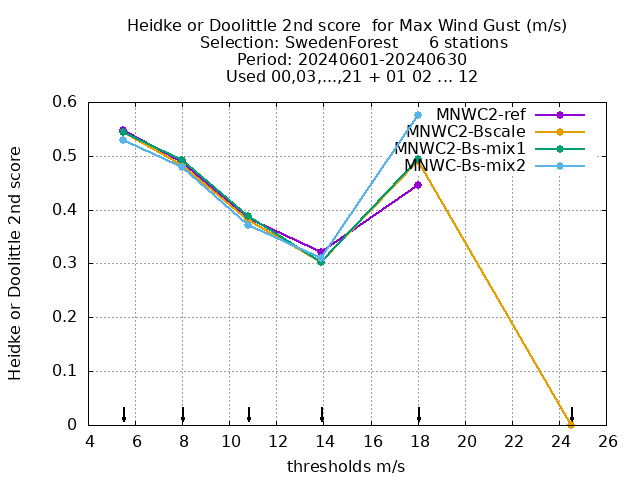 Heidke or Doolittle 2nd score  for Max Wind Gust (m/s)
Selection: SwedenForest      6 stations
Period: 20240601-20240630
Used 00,03,...,21 + 01 02 ... 12
MNWC2-ref
MNWC2-Bscale
MNWC2-Bs-mix1
MNWC-Bs-mix2
Heidke or Doolittle 2nd score
0.6
0.5
0.4
0.3
0.2
0.1
0
4 6 8 10 12 14 16 18 20 22 24 26
thresholds m/s